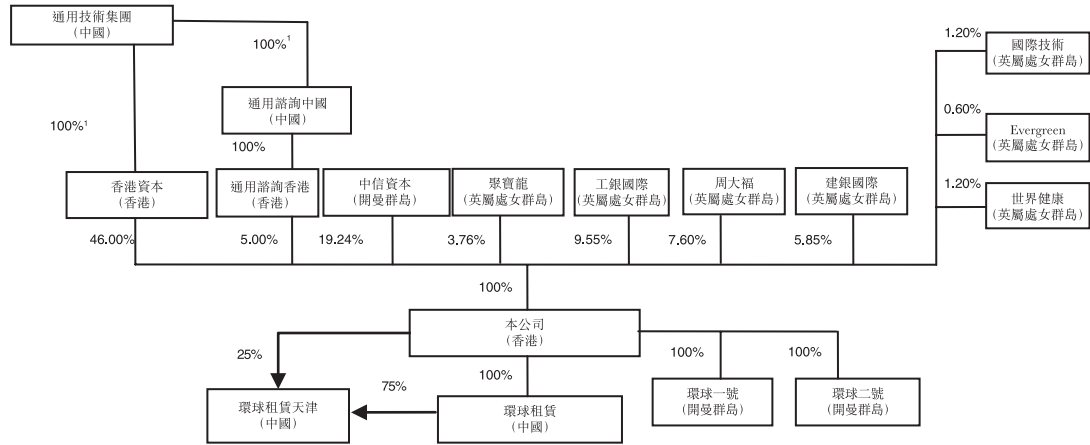 通用技術集團
(中國)
100%¹
1.20%
國際技術
(英屬處女群島)
通用諮詢中國
(中國)
0.60%
Evergreen
(英屬處女群島)
100%¹
100%
香港資本
(香港)
通用諮詢香港
(香港)
中信資本
(開曼群島)
聚寶龍
(英屬處女群島)
工銀國際
(英屬處女群島)
周大福
(英屬處女群島)
建銀國際
(英屬處女群島)
1.20%
世界健康
(英屬處女群島)
46.00%
5.00%
19.24%
3.76%
9.55%
7.60%
5.85%
100%
本公司
(香港)
25%
100%
100%
100%
75%
環球租賃天津
(中國)
環球租賃
(中國)
環球一號
(開曼群島)
環球二號
(開曼群島)